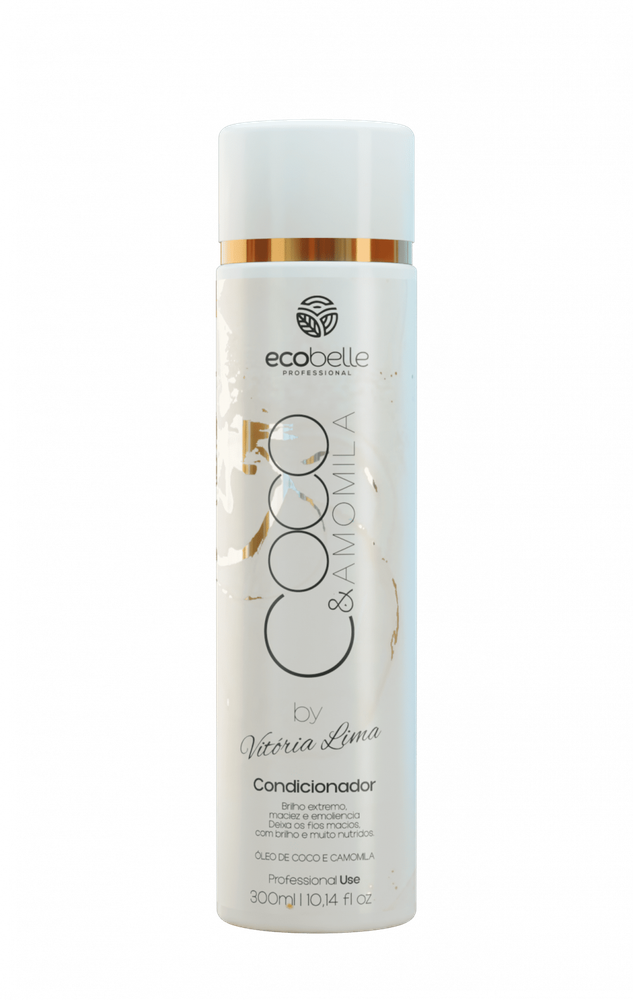 ecobelle
PROFESSIONAL
COCO
&AMOMILA
by
Vitória Lima
Condicionador
Brilho extremo,
maciez e emoliencia
Deixa os fios macios,
com brilho e muito nutridos.
ÓLEO DE COCO E CAMOMILA
Professional Use
300ml | 10,14 fl oz